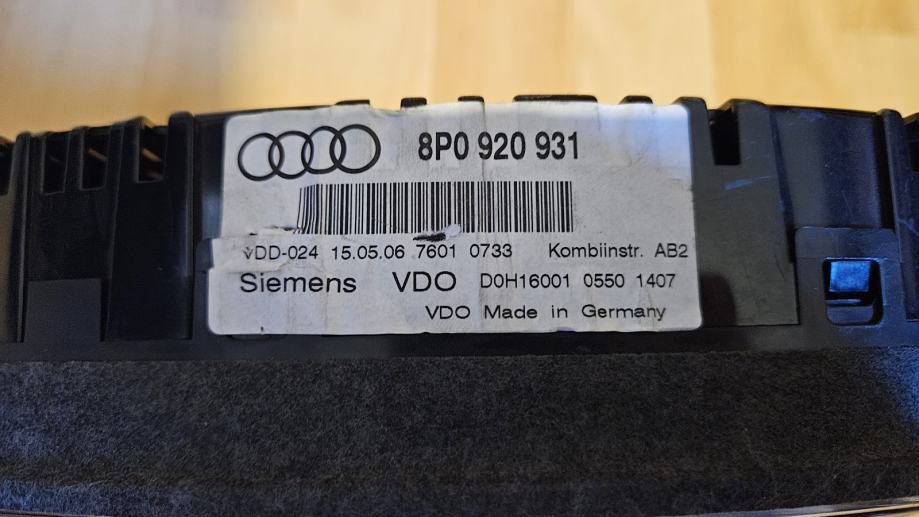 8P0 920 931
VDD-024 15.05.06 7601 0733 Kombiinstr. AB2
Siemens VDO D0H16001 0550 1407
VDO Made in Germany